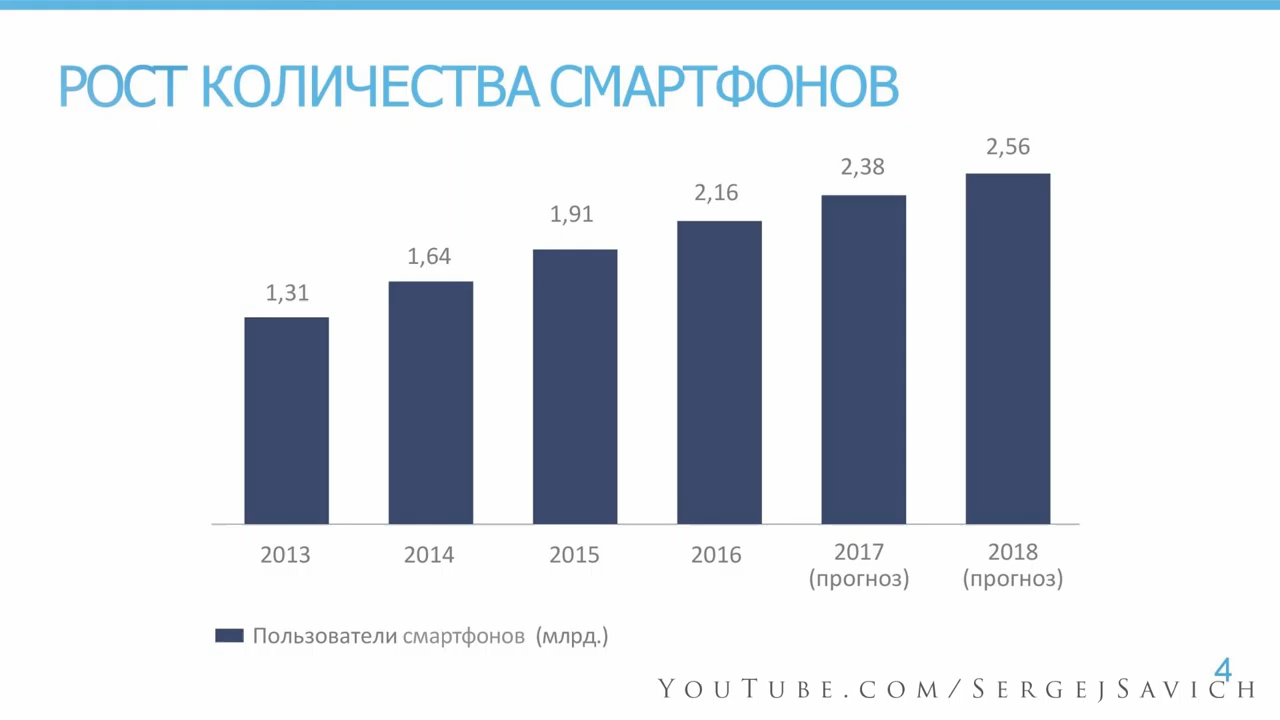 РОСТ КОЛИЧЕСТВА СМАРТФОНОВ
2,56
2,38
2,16
1,91
1,64
1,31
2013 2014 2015 2016 2017 2018
(прогноз) (прогноз)
Пользователи смартфонов (млрд.)
4
YouTube.com/SergejSavich